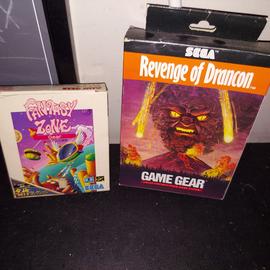 FANTASY
ZONE
SEGA
SEGA
Revenge of Drancon
GAME GEAR